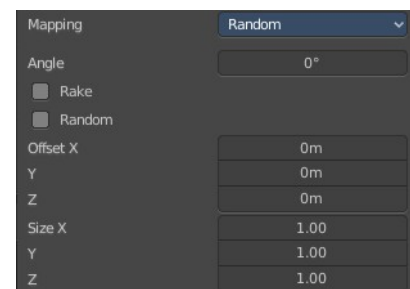 Mapping Random
Angle 0°
Rake
Random
Offset X 0m
Y 0m
Z 0m
Size X 1.00
Y 1.00
Z 1.00